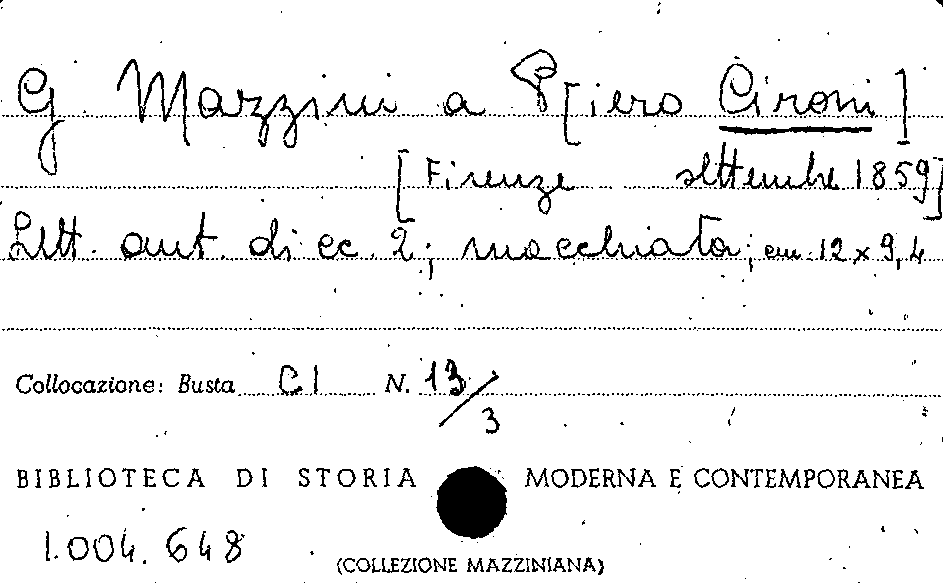 G. Mazzini a P[iero Cironi]
[Firenze settembre 1859]
Lett. aut. di cc. 2; macchiata; cm. 12 x 9,4
Collocazione: Busta CI N. 13/3
BIBLIOTECA DI STORIA MODERNA E CONTEMPORANEA
1.004.648
(COLLEZIONE MAZZINIANA)